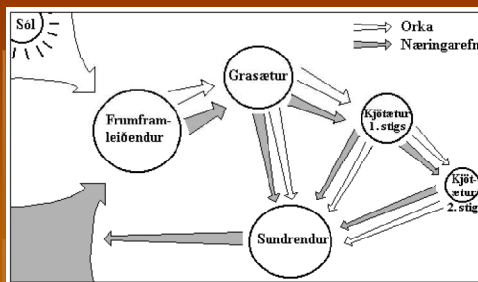 Sól
Orka
Næringarefn
Grasætur
Frumfram-
leiðendur
Kjötætur
1. stigs
Kjöt-
ætur
2. stigs
Sundrendur